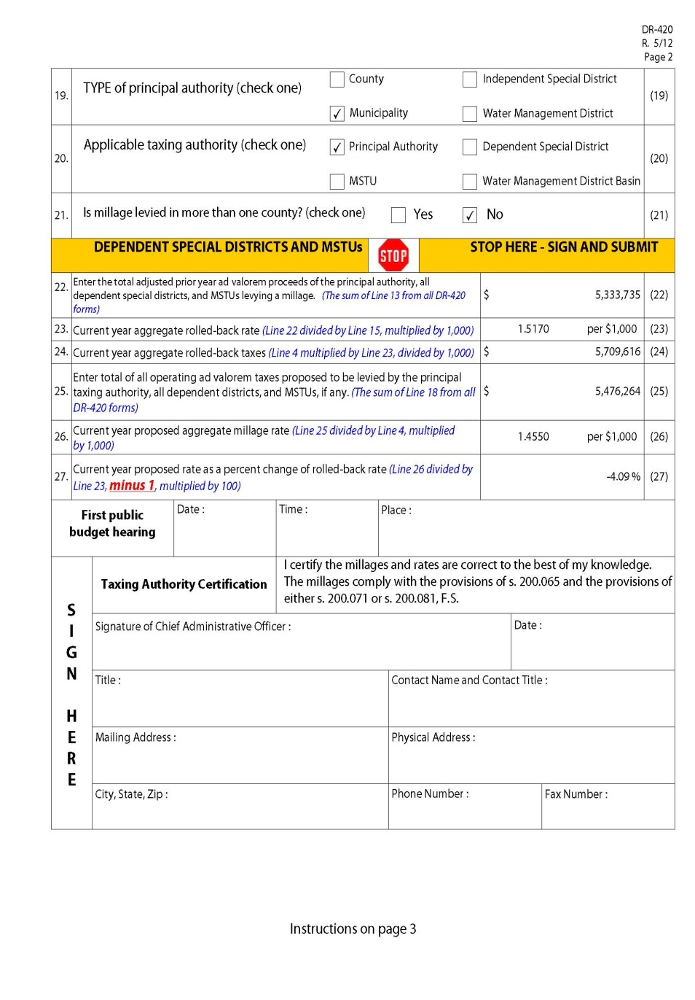 DR-420
R. 5/12
Page 2
19. TYPE of principal authority (check one) County Independent Special District (19)
✓ Municipality Water Management District
20. Applicable taxing authority (check one) ✓ Principal Authority Dependent Special District (20)
MSTU Water Management District Basin
21. Is millage levied in more than one county? (check one) Yes ✓ No (21)
DEPENDENT SPECIAL DISTRICTS AND MSTUs STOP STOP HERE - SIGN AND SUBMIT
22. Enter the total adjusted prior year ad valorem proceeds of the principal authority, all
dependent special districts, and MSTUs levying a millage. (The sum of Line 13 from all DR-420 $ 5,333,735 (22)
forms)
23. Current year aggregate rolled-back rate (Line 22 divided by Line 15, multiplied by 1,000) 1.5170 per $1,000 (23)
24. Current year aggregate rolled-back taxes (Line 4 multiplied by Line 23, divided by 1,000) $ 5,709,616 (24)
Enter total of all operating ad valorem taxes proposed to be levied by the principal
25. taxing authority, all dependent districts, and MSTUs, if any. (The sum of Line 18 from all $ 5,476,264 (25)
DR-420 forms)
26. Current year proposed aggregate millage rate (Line 25 divided by Line 4, multiplied 1.4550 per $1,000 (26)
by 1,000)
27. Current year proposed rate as a percent change of rolled-back rate (Line 26 divided by -4.09 % (27)
Line 23, minus 1, multiplied by 100)
First public Date : Time : Place :
budget hearing
SIGN HERE
Taxing Authority Certification
I certify the millages and rates are correct to the best of my knowledge.
The millages comply with the provisions of s. 200.065 and the provisions of
either s. 200.071 or s. 200.081, F.S.
Signature of Chief Administrative Officer : Date :
Title : Contact Name and Contact Title :
Mailing Address : Physical Address :
City, State, Zip : Phone Number : Fax Number :
Instructions on page 3